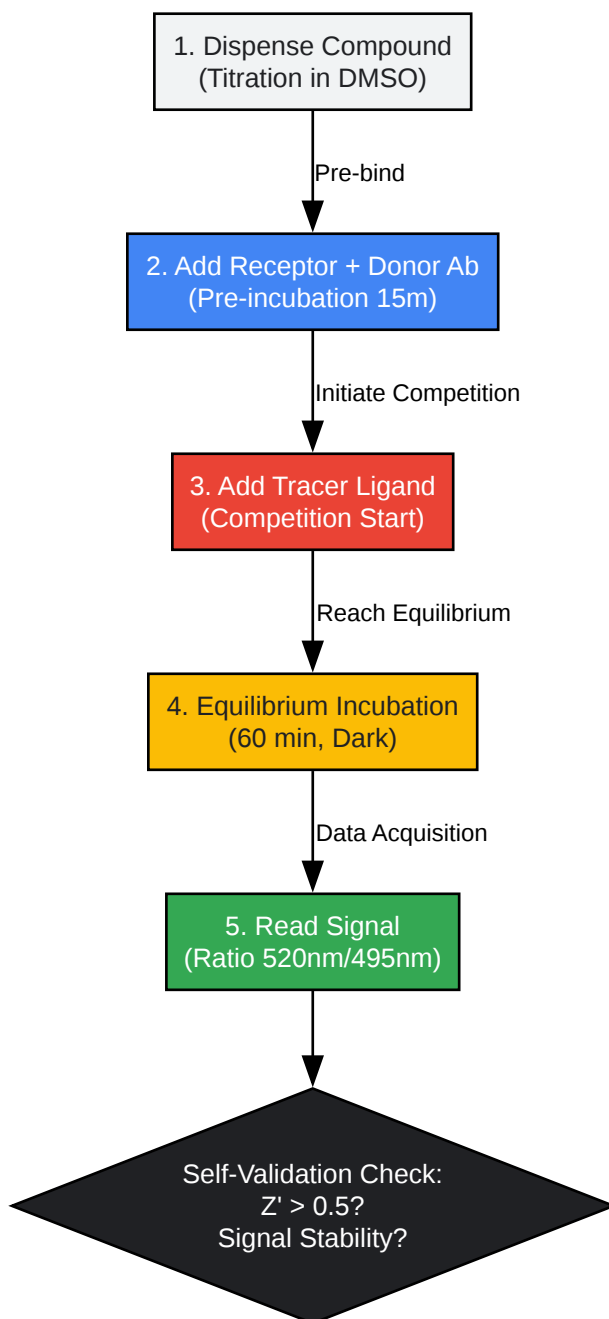 1. Dispense Compound
(Titration in DMSO)
Pre-bind
2. Add Receptor + Donor Ab
(Pre-incubation 15m)
Initiate Competition
3. Add Tracer Ligand
(Competition Start)
Reach Equilibrium
4. Equilibrium Incubation
(60 min, Dark)
Data Acquisition
5. Read Signal
(Ratio 520nm/495nm)
Self-Validation Check:
Z' > 0.5?
Signal Stability?